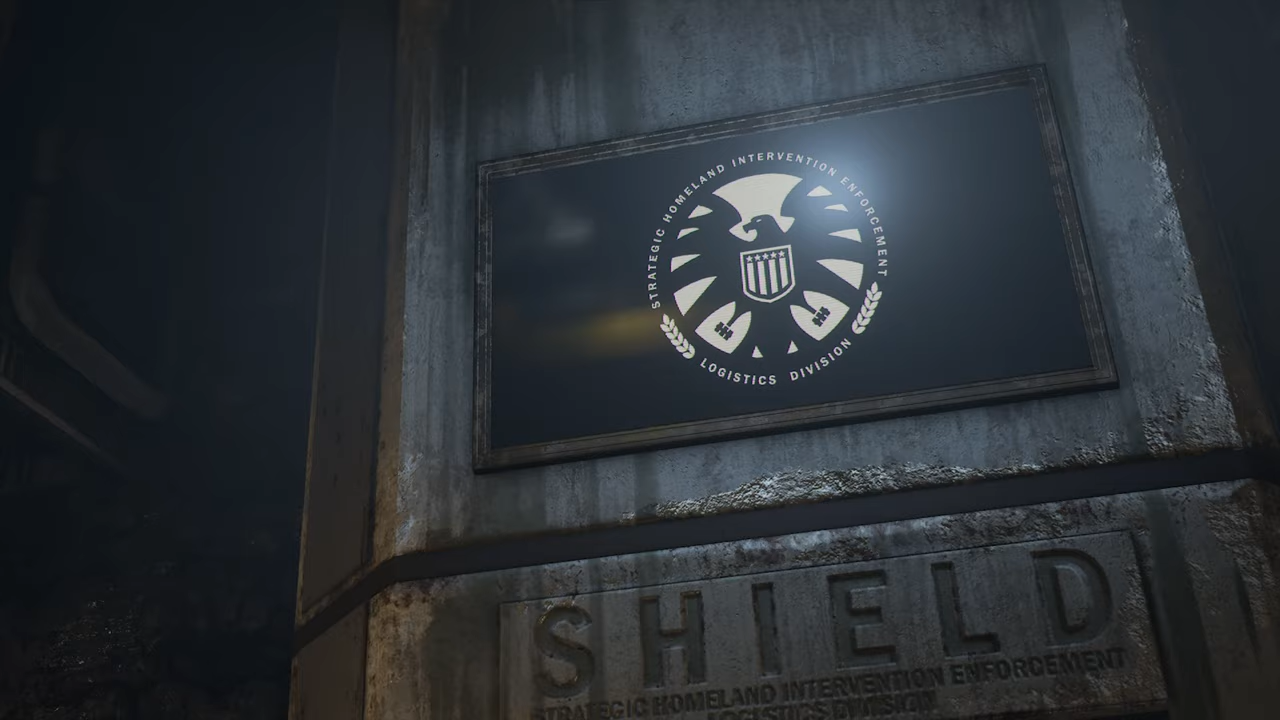 STRATEGIC HOMELAND INTERVENTION ENFORCEMENT
LOGISTICS DIVISION
SHIELD
STRATEGIC HOMELAND INTERVENTION ENFORCEMENT
LOGISTICS DIVISION